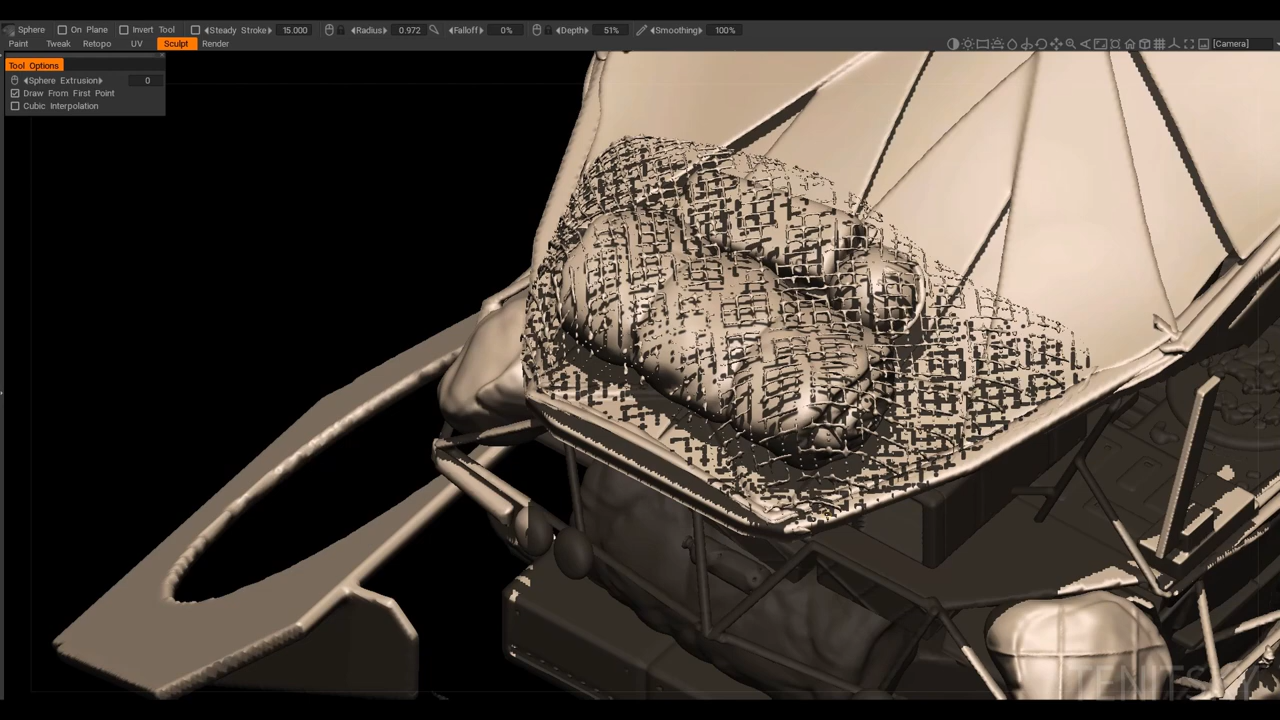 Sphere On Plane Invert Tool Steady Stroke 15.000 Radius 0.972 Falloff 0% Depth 51% Smoothing 100%
Paint Tweak Retopo UV Sculpt Render [Camera]
Tool Options
Sphere Extrusion 0
Draw From First Point
Cubic Interpolation